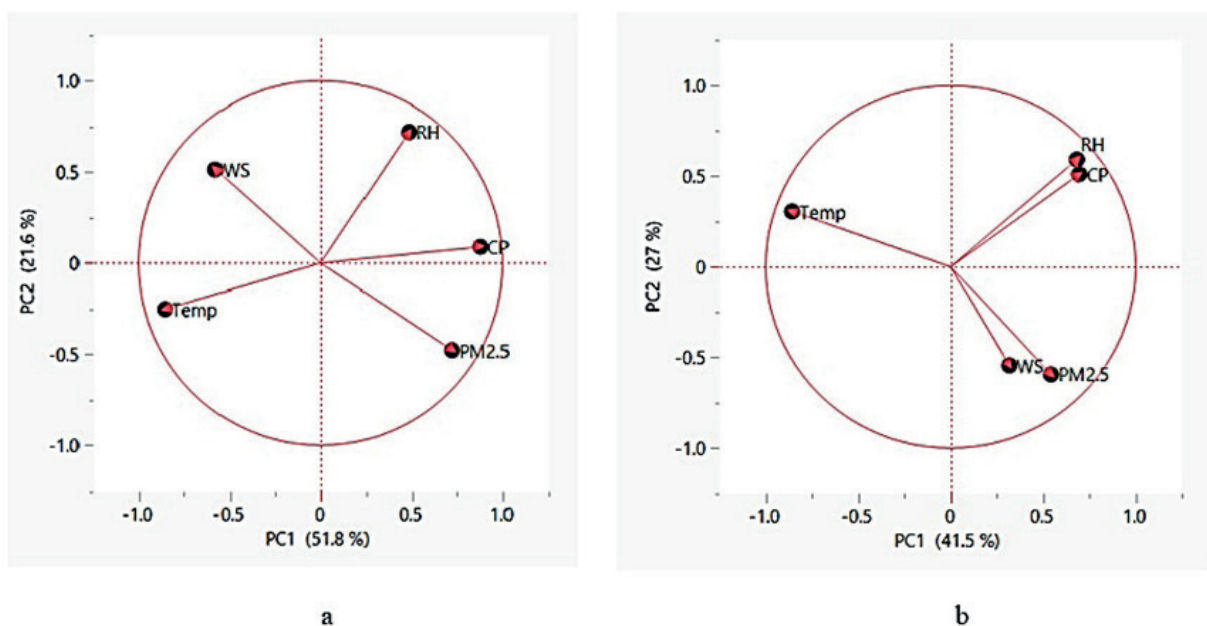 1.0
0.5
0
-0.5
-1.0
PC2 (21.6 %)
RH
WS
CP
Temp
PM2.5
-1.0 -0.5 0 0.5 1.0
PC1 (51.8 %)
a
1.0
0.5
0
-0.5
-1.0
PC2 (27 %)
RH
CP
Temp
WS
PM2.5
-1.0 -0.5 0 0.5 1.0
PC1 (41.5 %)
b